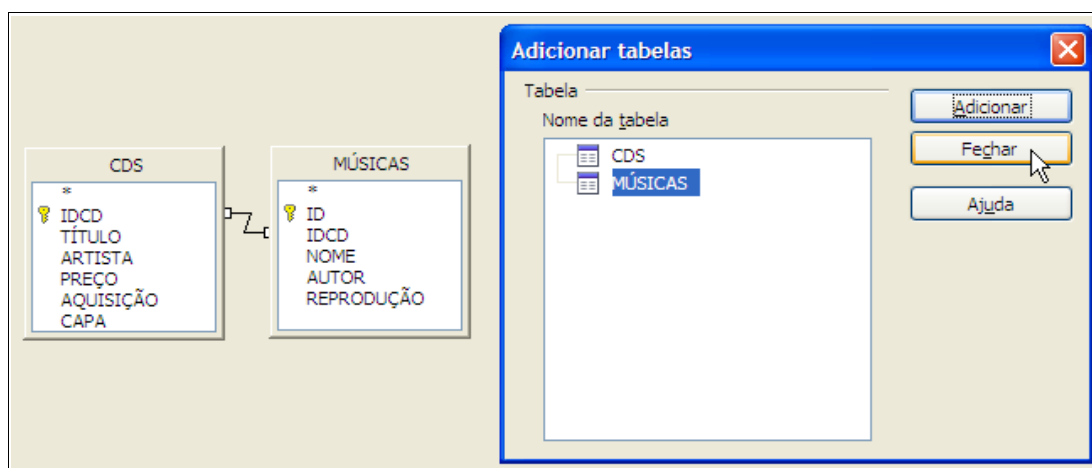 CDS
*
IDCD
TÍTULO
ARTISTA
PREÇO
AQUISIÇÃO
CAPA
MÚSICAS
*
ID
IDCD
NOME
AUTOR
REPRODUÇÃO
Adicionar tabelas
Tabela
Nome da tabela
CDS
MÚSICAS
Adicionar
Fechar
Ajuda